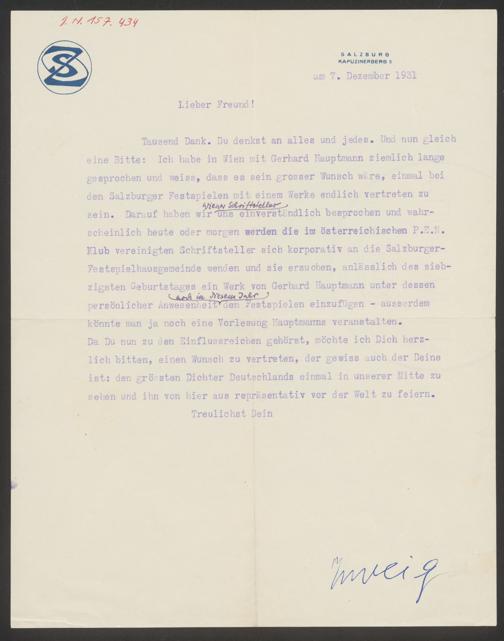 J.N. 157.434
SZ
SALZBURG
KAPUZINERBERG 5
am 7. Dezember 1931
Lieber Freund!
Tausend Dank. Du denkst an alles und jedes. Und nun gleich
eine Bitte: Ich habe in Wien mit Gerhard Hauptmann ziemlich lange
gesprochen und weiss, dass es sein grosser Wunsch wäre, einmal bei
den Salzburger Festspielen mit einem Werke endlich vertreten zu
Wiener Schriftsteller
sein. Darauf haben wir uns einverständlich besprochen und wahr-
scheinlich heute oder morgen werden die im österreichischen P.E.N.
Klub vereinigten Schriftsteller sich korporativ an die Salzburger-
Festspielhausgemeinde wenden und sie ersuchen, anlässlich des sieb-
zigsten Geburtstages ein Werk von Gerhard Hauptmann unter dessen
noch in diesem Jahr
persönlicher Anwesenheit den Festspielen einzufügen - ausserdem
könnte man ja noch eine Vorlesung Hauptmanns veranstalten.
Da Du nun zu den Einflussreichen gehörst, möchte ich Dich herz-
lich bitten, einen Wunsch zu vertreten, der gewiss auch der Deine
ist: den grössten Dichter Deutschlands einmal in unserer Mitte zu
sehen und ihn von hier aus repräsentativ vor der Welt zu feiern.
Treulichst Dein
Zweig